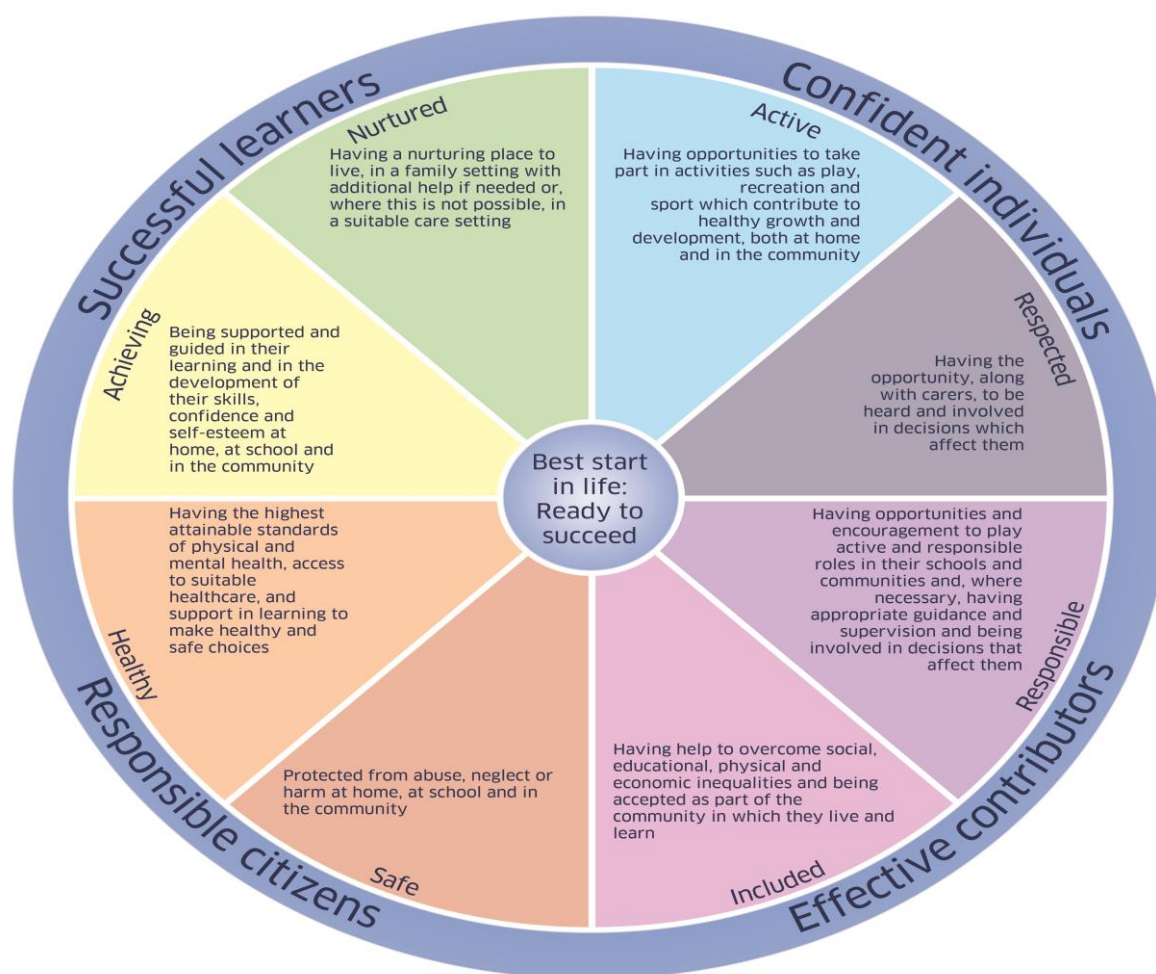 Successful learners
Confident individuals
Nurtured
Having a nurturing place to
live, in a family setting with
additional help if needed or,
where this is not possible, in
a suitable care setting
Active
Having opportunities to take
part in activities such as play,
recreation and
sport which contribute to
healthy growth and
development, both at home
and in the community
Achieving
Being supported and
guided in their
learning and in the
development of
their skills,
confidence and
self-esteem at
home, at school and
in the community
Respected
Having the
opportunity, along
with carers, to be
heard and involved
in decisions which
affect them
Best start
in life:
Ready to
succeed
Healthy
Having the highest
attainable standards
of physical and
mental health, access
to suitable
healthcare, and
support in learning to
make healthy and
safe choices
Responsible
Having opportunities and
encouragement to play
active and responsible
roles in their schools and
communities and, where
necessary, having
appropriate guidance and
supervision and being
involved in decisions that
affect them
Safe
Protected from abuse, neglect or
harm at home, at school and in
the community
Included
Having help to overcome social,
educational, physical and
economic inequalities and being
accepted as part of the
community in which they live and
learn
Responsible citizens
Effective contributors